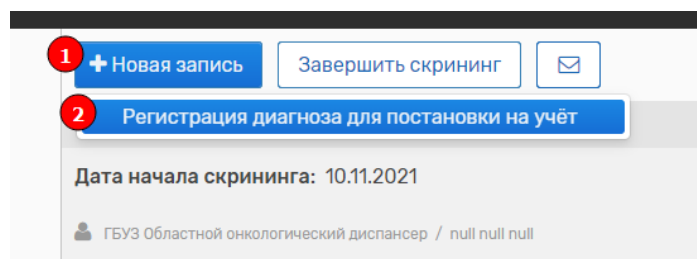 1 + Новая запись Завершить скрининг
2 Регистрация диагноза для постановки на учёт
Дата начала скрининга: 10.11.2021
ГБУЗ Областной онкологический диспансер / null null null